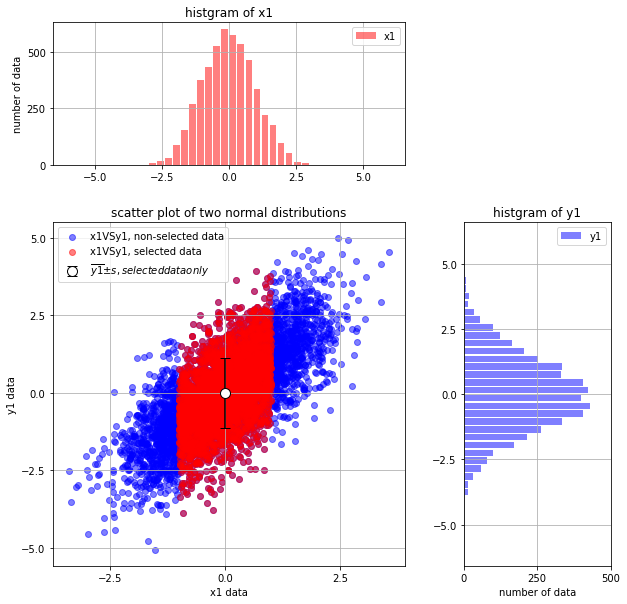 histgram of x1
number of data
500
250
0
x1
-5.0 -2.5 0.0 2.5 5.0
scatter plot of two normal distributions
y1 data
5.0
2.5
0.0
−2.5
−5.0
x1VSy1, non-selected data
x1VSy1, selected data
y1±s, selecteddataonly
−2.5 0.0 2.5
x1 data
histgram of y1
y1
5.0
2.5
0.0
−2.5
−5.0
0 250 500
number of data